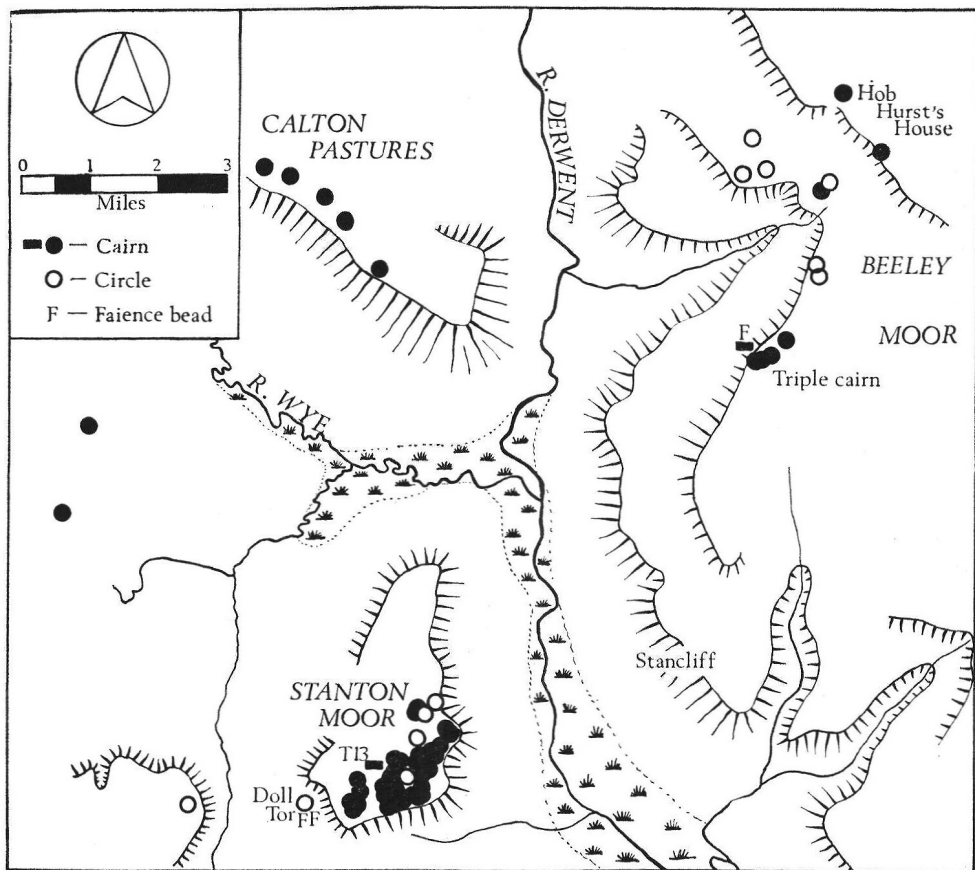 0 1 2 3
Miles
— Cairn
— Circle
F — Faience bead
CALTON
PASTURES
R. DERWENT
Hob
Hurst's
House
BEELEY
MOOR
F
Triple cairn
R. WYE
Stancliff
STANTON
MOOR
T13
Doll
Tor FF